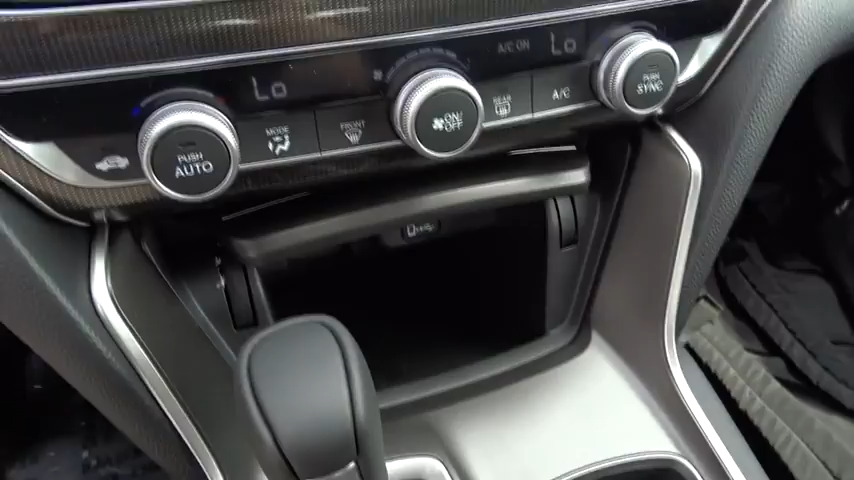 Lo
A/C ON
Lo
PUSH
AUTO
MODE
FRONT
ON/
OFF
REAR
A/C
PUSH
SYNC